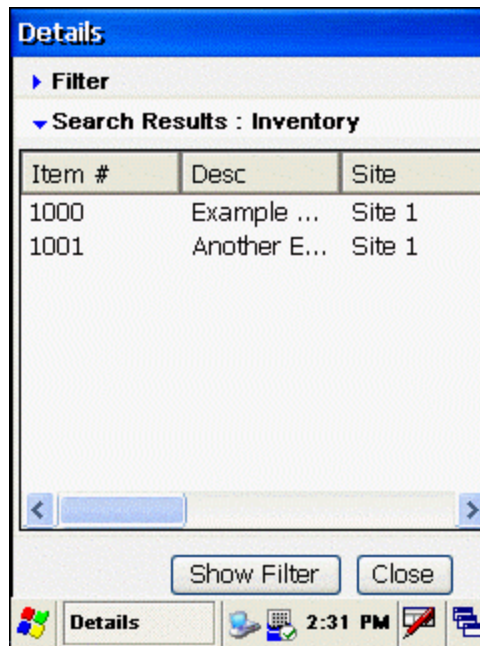 Details
Filter
Search Results : Inventory
Item # Desc Site
1000 Example ... Site 1
1001 Another E... Site 1
Show Filter Close
Details 2:31 PM